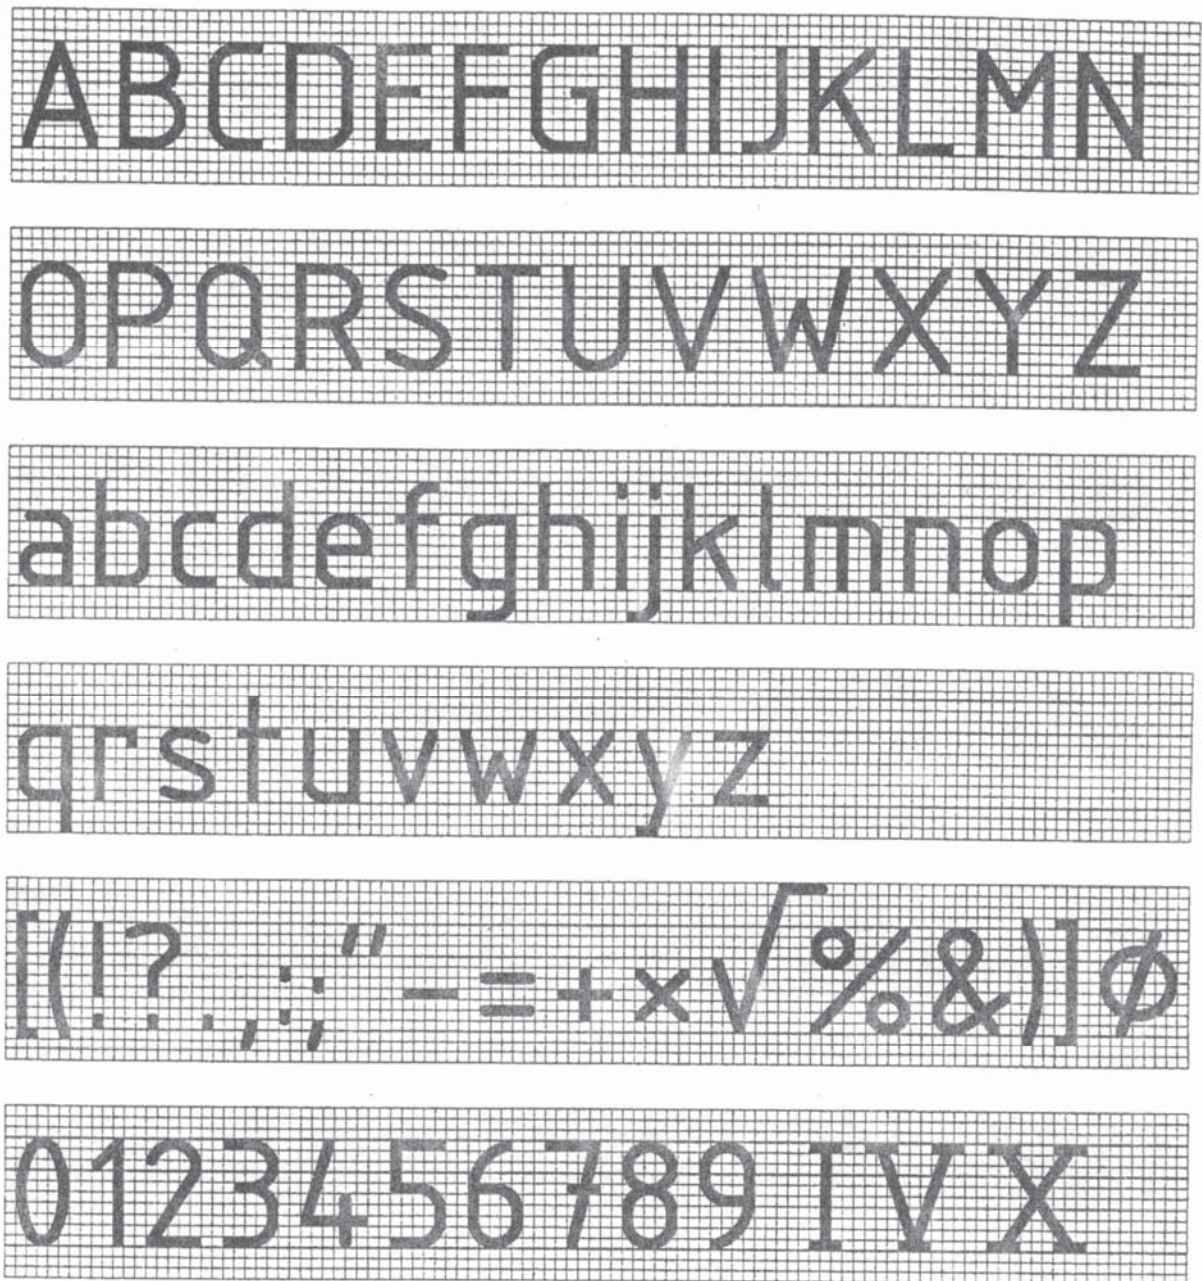 ABCDEFGHIJKLMN
OPQRSTUVWXYZ
abcdefghijklmnop
qrstuvwxyz
[(!?.,:;"-=+×√%&)]ø
0123456789 IVX